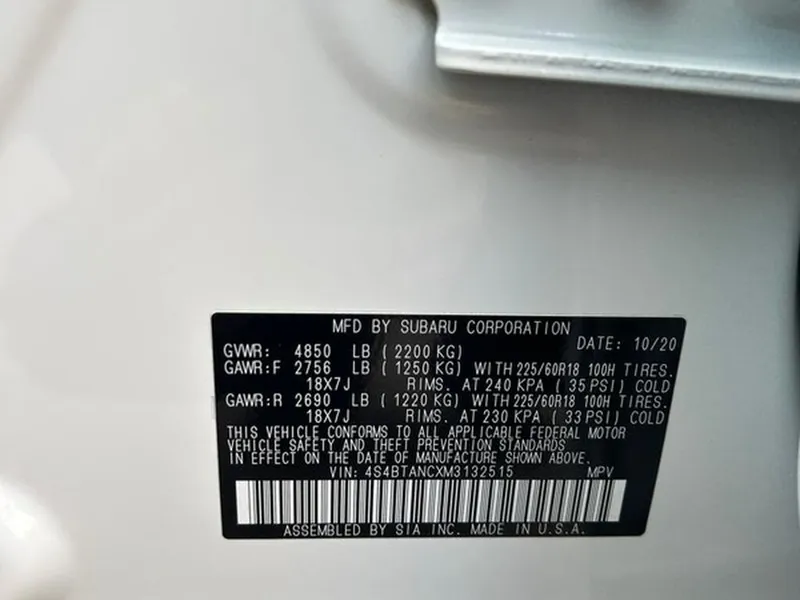 MFD BY SUBARU CORPORATION
DATE: 10/20
GVWR: 4850 LB ( 2200 KG)
GAWR:F 2756 LB ( 1250 KG) WITH 225/60R18 100H TIRES.
18X7J RIMS. AT 240 KPA ( 35 PSI) COLD
GAWR:R 2690 LB ( 1220 KG) WITH 225/60R18 100H TIRES.
18X7J RIMS. AT 230 KPA ( 33 PSI) COLD
THIS VEHICLE CONFORMS TO ALL APPLICABLE FEDERAL MOTOR
VEHICLE SAFETY AND THEFT PREVENTION STANDARDS
IN EFFECT ON THE DATE OF MANUFACTURE SHOWN ABOVE.
VIN: 4S4BTANCXM3132515 MPV
ASSEMBLED BY SIA INC. MADE IN U.S.A.